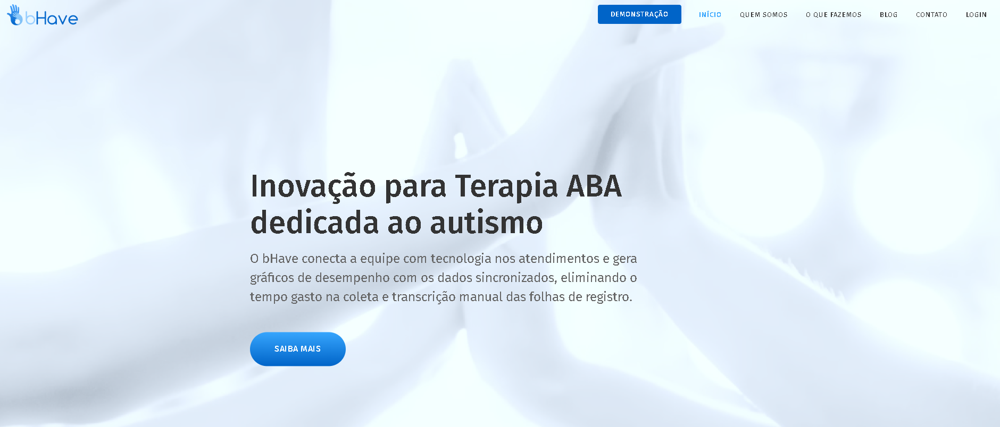 bHave
DEMONSTRAÇÃO
INÍCIO
QUEM SOMOS
O QUE FAZEMOS
BLOG
CONTATO
LOGIN
Inovação para Terapia ABA
dedicada ao autismo
O bHave conecta a equipe com tecnologia nos atendimentos e gera
gráficos de desempenho com os dados sincronizados, eliminando o
tempo gasto na coleta e transcrição manual das folhas de registro.
SAIBA MAIS